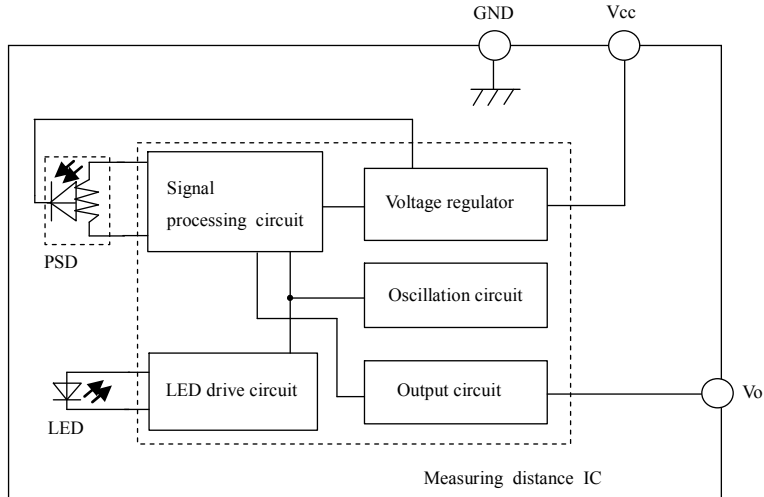 GND
Vcc
Signal
processing circuit
Voltage regulator
PSD
Oscillation circuit
LED drive circuit
Output circuit
Vo
LED
Measuring distance IC